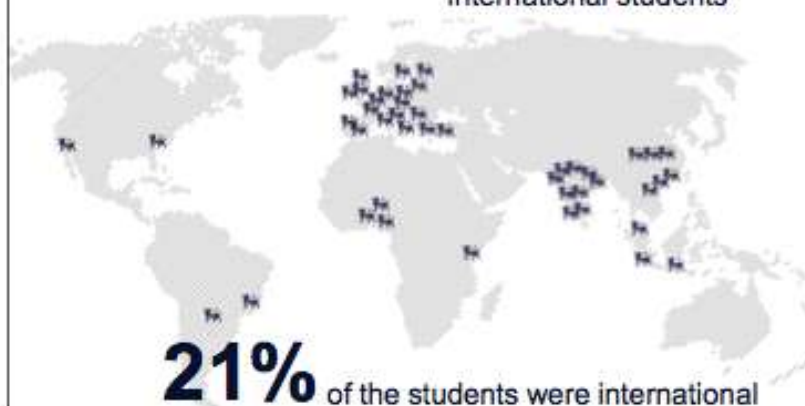 international students
21% of the students were international